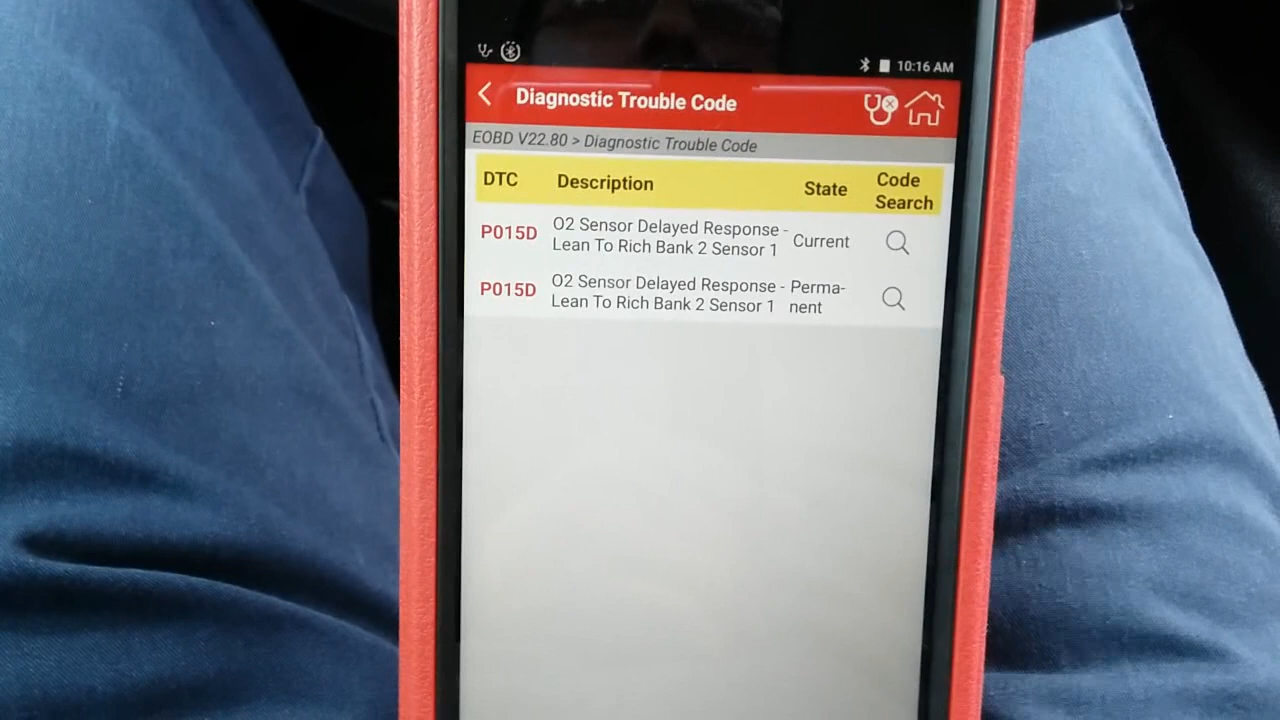 10:16 AM
Diagnostic Trouble Code
EOBD V22.80 > Diagnostic Trouble Code
DTC Description State Code Search
P015D O2 Sensor Delayed Response - Current
Lean To Rich Bank 2 Sensor 1
P015D O2 Sensor Delayed Response - Perma-
Lean To Rich Bank 2 Sensor 1 nent